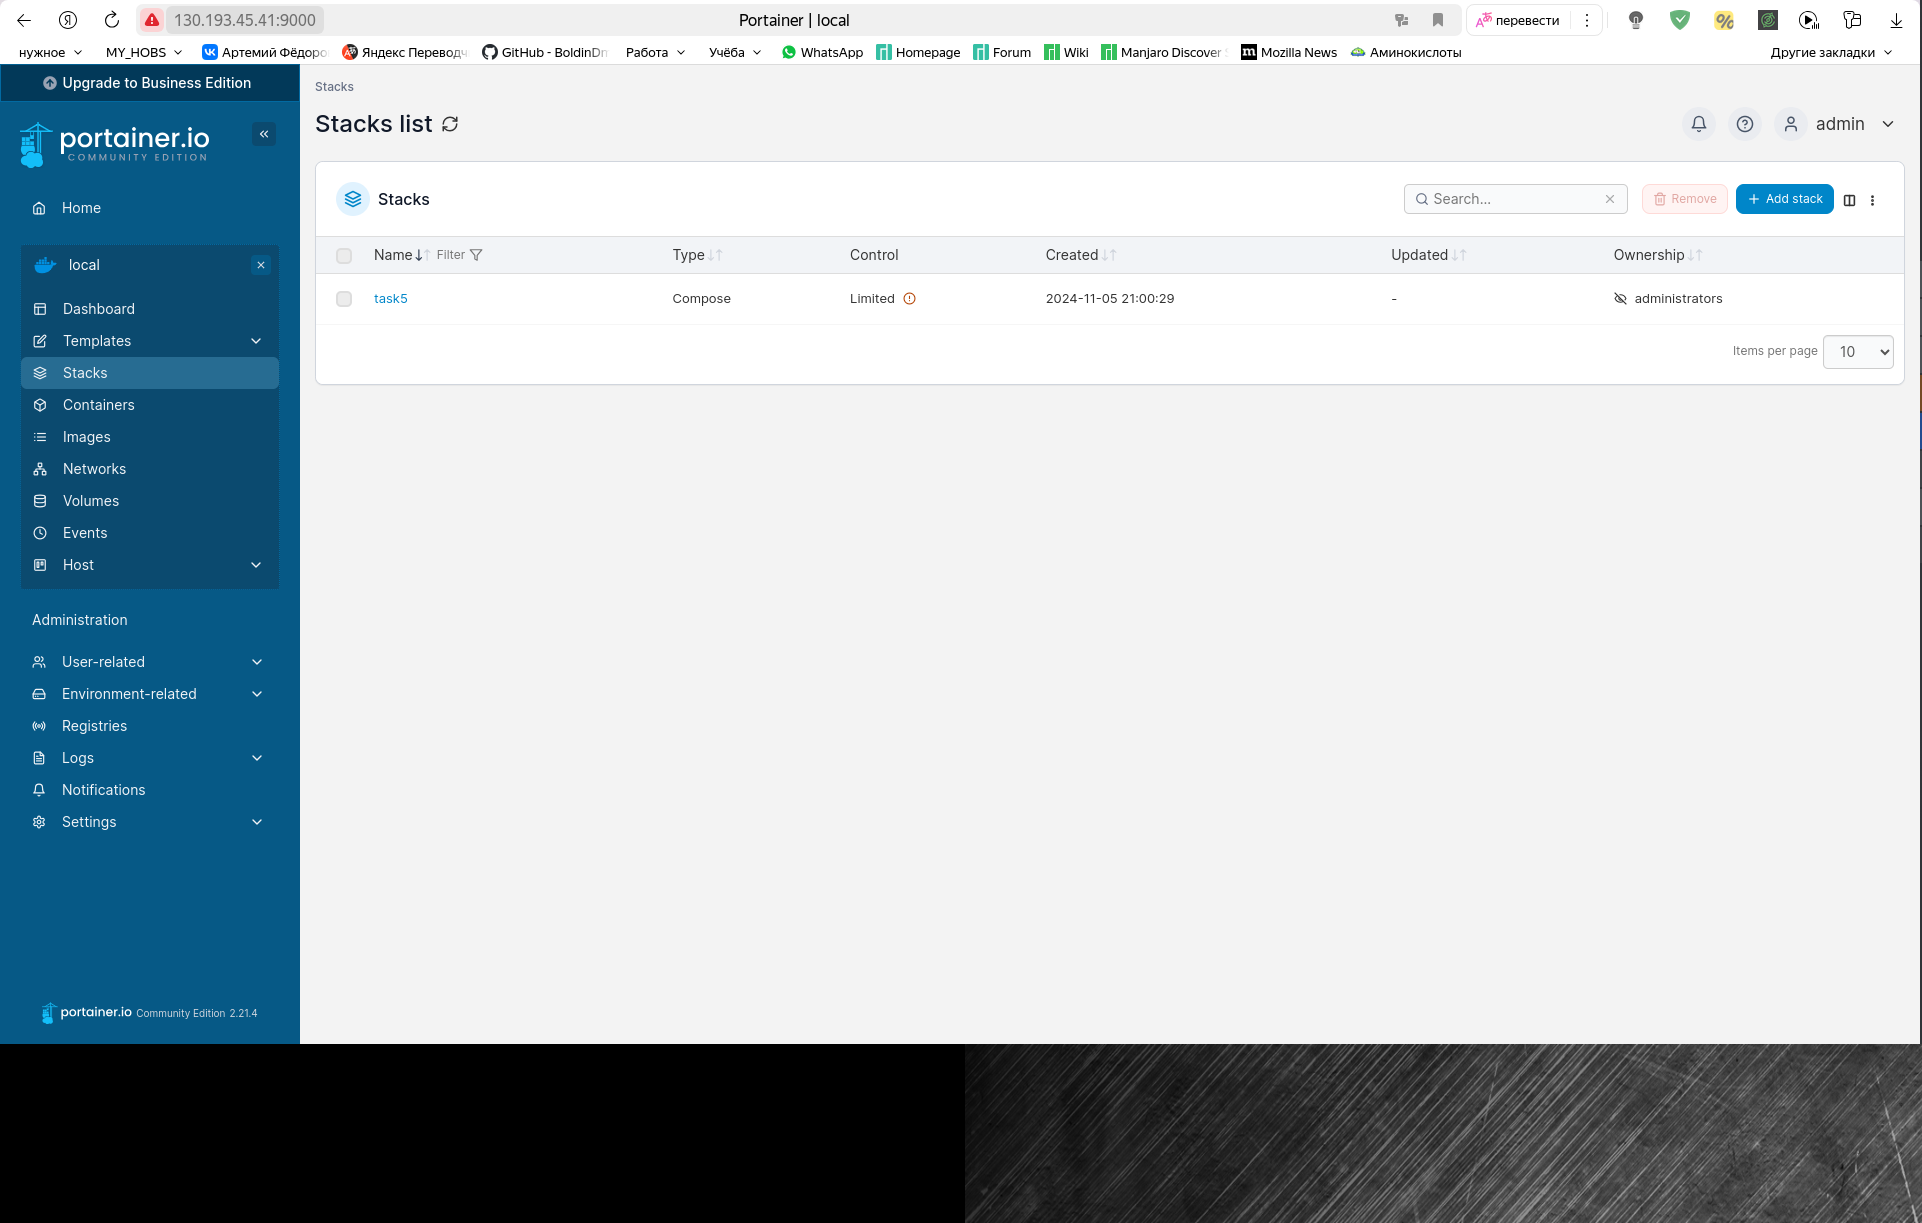 130.193.45.41:9000
Portainer | local
перевести
нужное
MY_HOBS
Артемий Фёдоро
Яндекс Переводч
GitHub - BoldinDm
Работа
Учёба
WhatsApp
Homepage
Forum
Wiki
Manjaro Discover
Mozilla News
Аминокислоты
Другие закладки
Upgrade to Business Edition
portainer.io
COMMUNITY EDITION
Home
local
Dashboard
Templates
Stacks
Containers
Images
Networks
Volumes
Events
Host
Administration
User-related
Environment-related
Registries
Logs
Notifications
Settings
portainer.io Community Edition 2.21.4
Stacks
Stacks list
admin
Stacks
Search...
Remove
Add stack
Name Filter Type Control Created Updated Ownership
task5 Compose Limited 2024-11-05 21:00:29 - administrators
Items per page 10